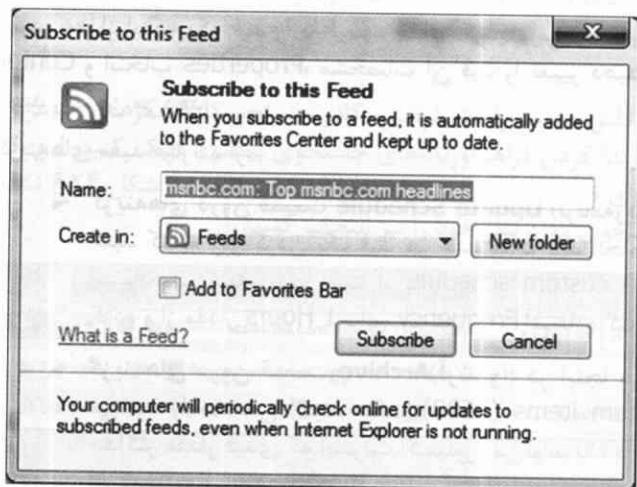 Subscribe to this Feed
Subscribe to this Feed
When you subscribe to a feed, it is automatically added
to the Favorites Center and kept up to date.
Name: msnbc.com: Top msnbc.com headlines
Create in: Feeds New folder
Add to Favorites Bar
What is a Feed? Subscribe Cancel
Your computer will periodically check online for updates to
subscribed feeds, even when Internet Explorer is not running.